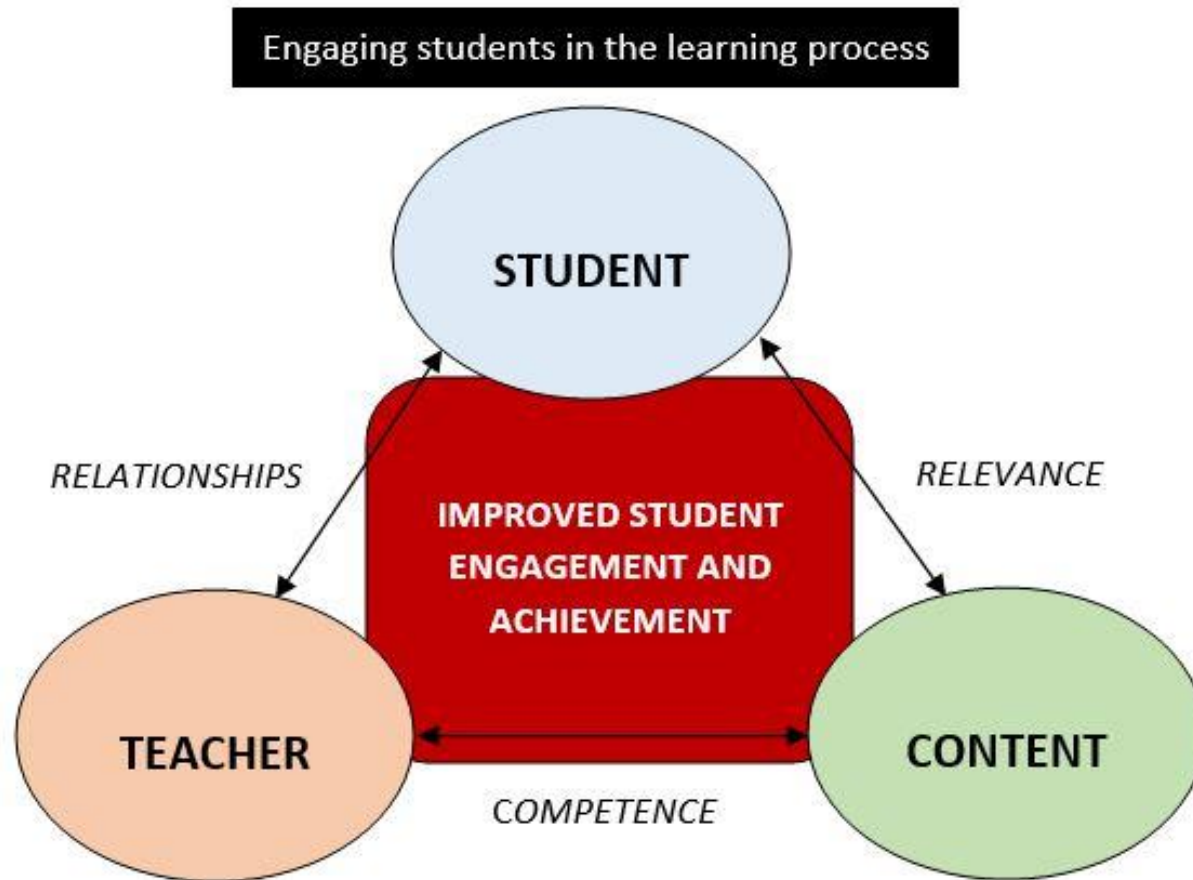 Engaging students in the learning process
STUDENT
RELATIONSHIPS
RELEVANCE
IMPROVED STUDENT
ENGAGEMENT AND
ACHIEVEMENT
TEACHER
CONTENT
COMPETENCE